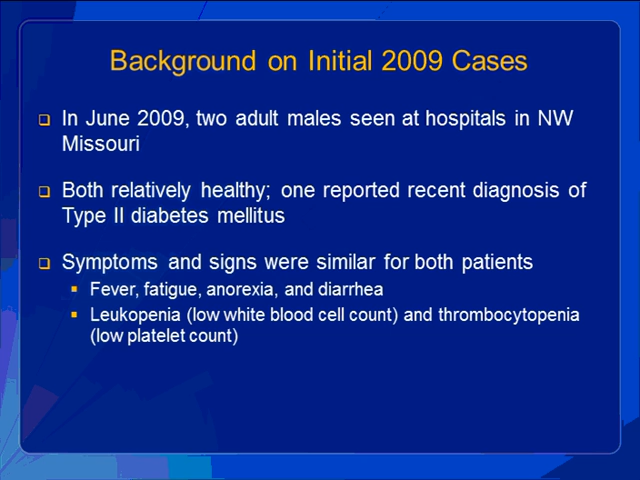 Background on Initial 2009 Cases
In June 2009, two adult males seen at hospitals in NW
Missouri
Both relatively healthy; one reported recent diagnosis of
Type II diabetes mellitus
Symptoms and signs were similar for both patients
Fever, fatigue, anorexia, and diarrhea
Leukopenia (low white blood cell count) and thrombocytopenia
(low platelet count)